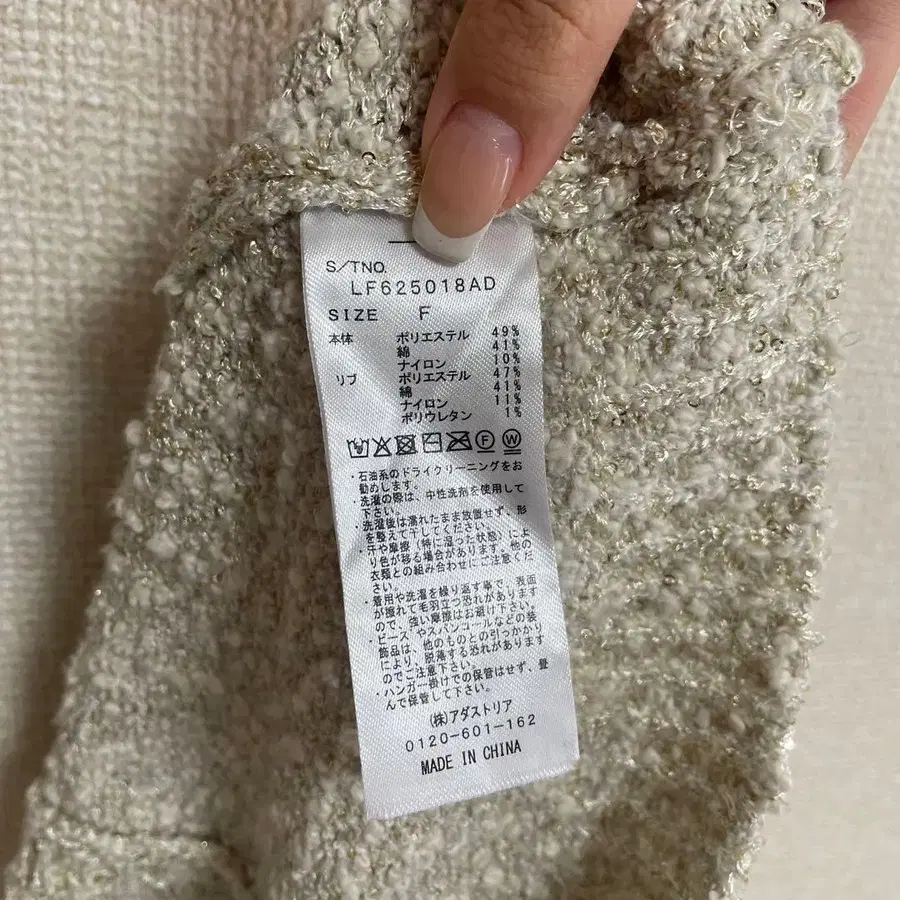 S/TNO.
LF625018AD
SIZE F
本体 ポリエステル 49%
綿 41%
ナイロン 10%
リブ ポリエステル 47%
綿 41%
ナイロン 11%
ポリウレタン 1%
F W
・石油系のドライクリーニングをお
勧めします。
・洗濯の際は、中性洗剤を使用して
下さい。
・洗濯後は濡れたまま放置せず、形
を整えて干してください。
・汗や摩擦（特に湿った状態）によ
り色が移る場合があります。他の
衣類との組み合わせにご注意くだ
さい。
・着用や洗濯を繰り返す事で、表面
が擦れて毛羽立つ恐れがあります
ので、強い摩擦はお避け下さい。
・ビーズやスパンコールなどの装
飾品は、他のものとの引っかかり
により、脱落する恐れがあります
のでご注意下さい。
・ハンガー掛けでの保管はせず、畳
んで保管して下さい。
(株)アダストリア
0120-601-162
MADE IN CHINA